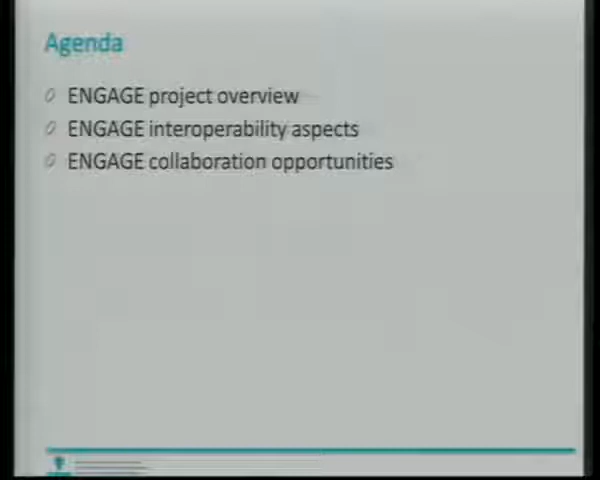 Agenda
ENGAGE project overview
ENGAGE interoperability aspects
ENGAGE collaboration opportunities